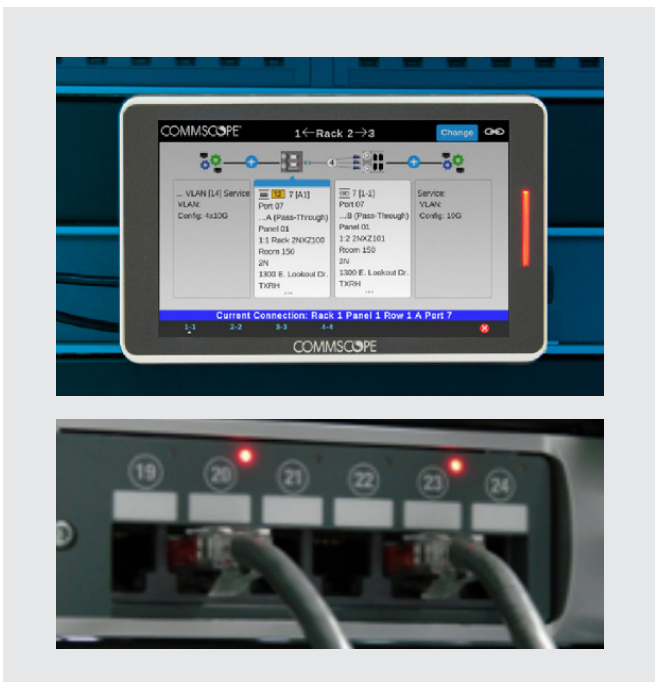 COMMSCOPE®
1←Rack 2→3
Change
4
... VLAN [14] Service
VLAN:
Config: 4x10G
12 7 [A1]
Port 07
...A (Pass-Through)
Panel 01
1:1 Rack 2NXZ100
Room 150
2N
1300 E. Lookout Dr.
TXRH
...
7 [1-1]
Port 07
...B (Pass-Through)
Panel 01
1:2 2NXZ101
Room 150
2N
1300 E. Lookout Dr.
TXRH
...
Service:
VLAN:
Config: 10G
Current Connection: Rack 1 Panel 1 Row 1 A Port 7
1-1 2-2 3-3 4-4
COMMSCOPE
19 20 21 22 23 24